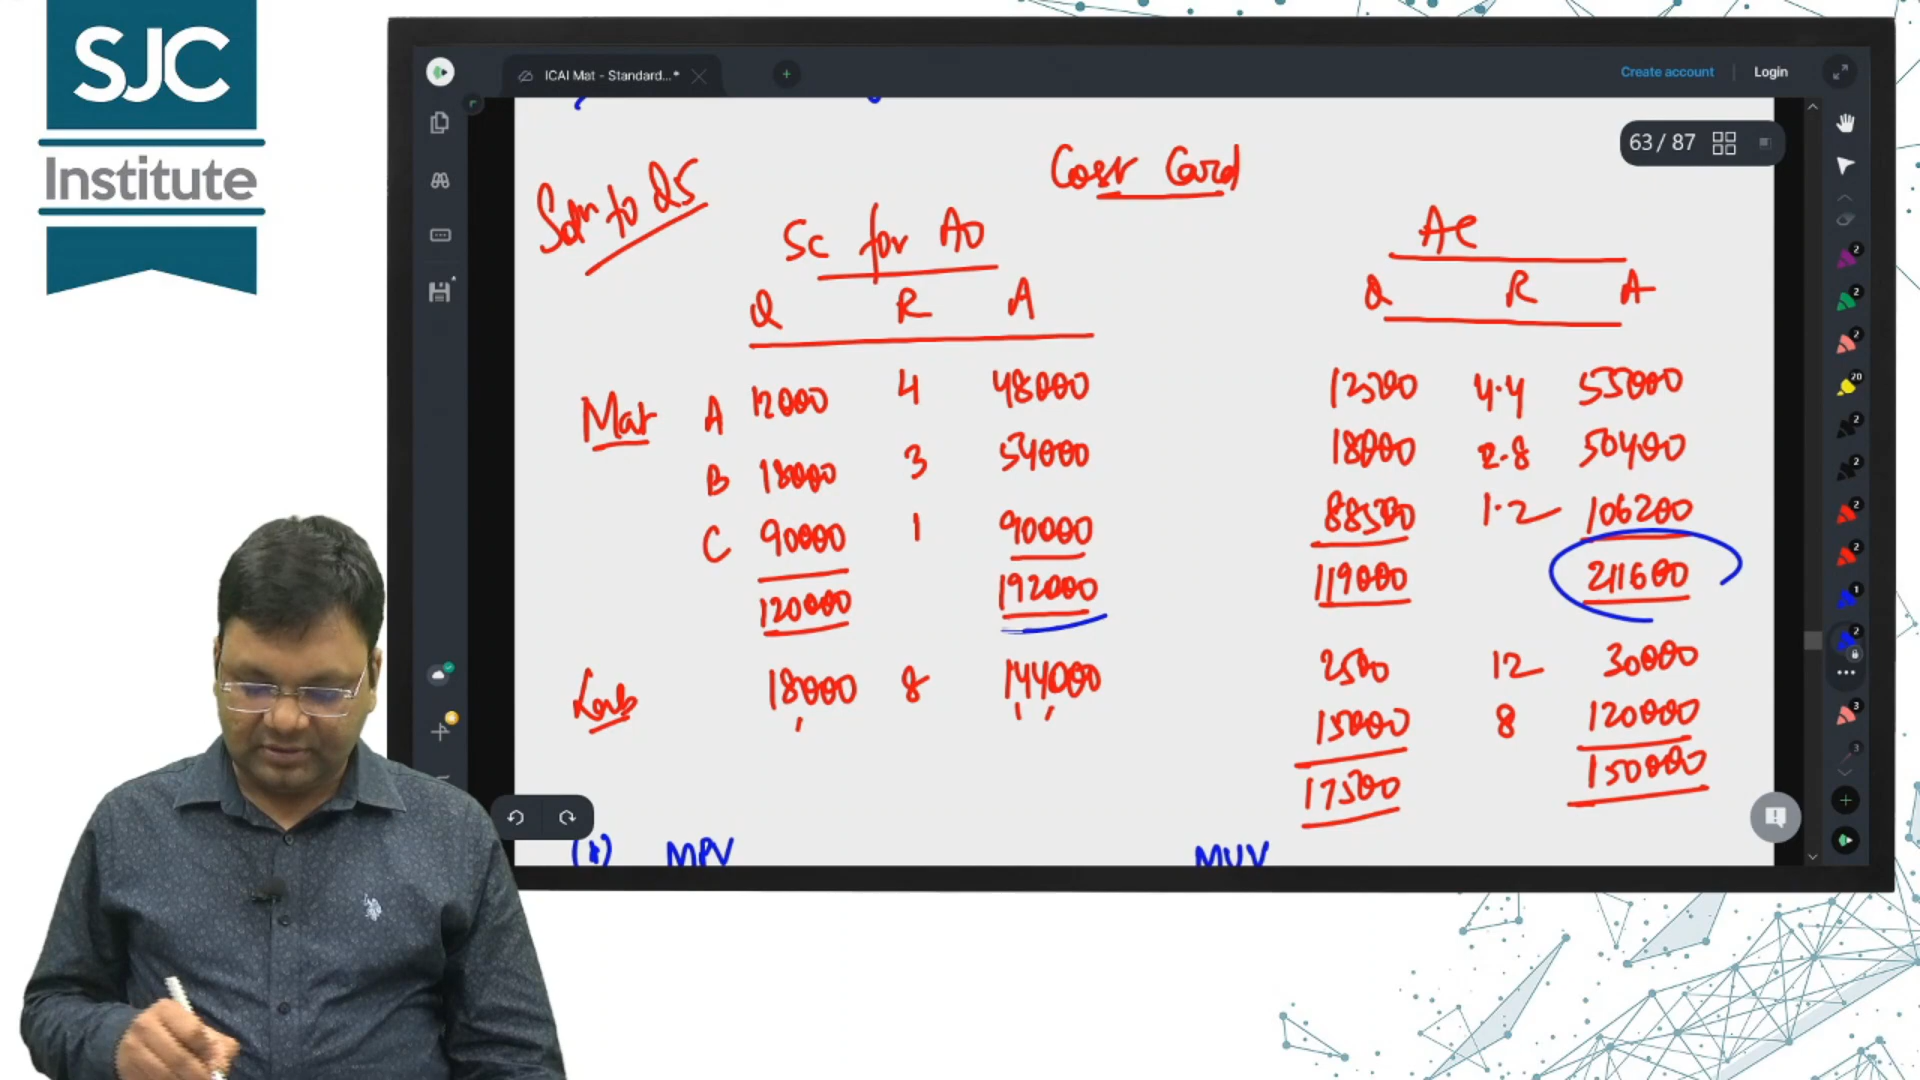 SJC
Institute
ICAI Mat - Standard...*
Create account
Login
63 / 87
Soln to Q5
Cost Card
SC for AO
AC
Q R A
Q R A
Mat A 12000 4 48000 12500 4.4 55000
B 18000 3 54000 18000 2.8 50400
C 90000 1 90000 88500 1.2 106200
120000 192000 119000 211600
Lab 18000 8 144000 2500 12 30000
15000 8 120000
17500 150000
MPV
MUV